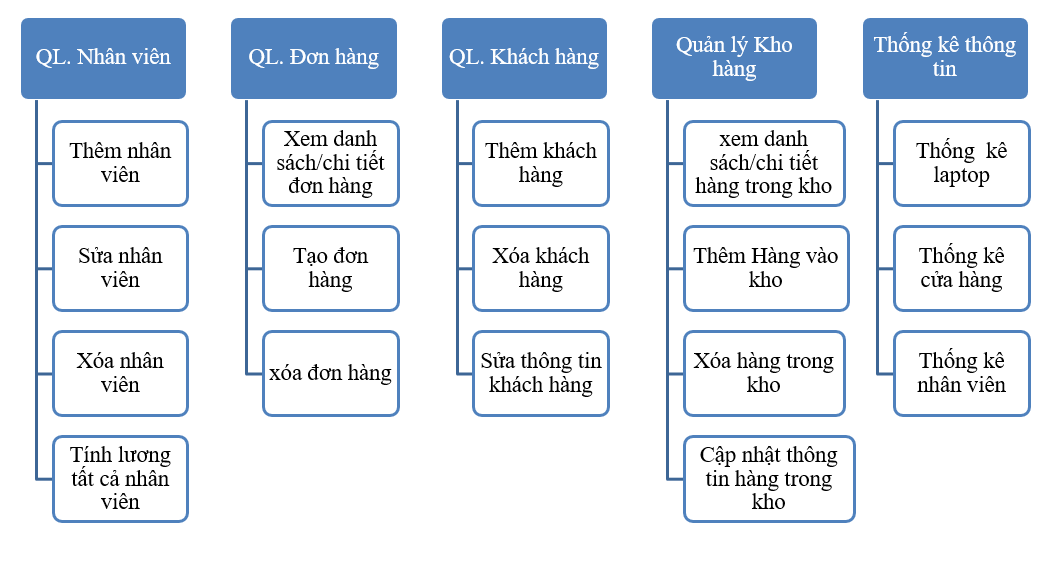 QL. Nhân viên
Thêm nhân
viên
Sửa nhân
viên
Xóa nhân
viên
Tính lương
tất cả nhân
viên
QL. Đơn hàng
Xem danh
sách/chi tiết
đơn hàng
Tạo đơn
hàng
xóa đơn hàng
QL. Khách hàng
Thêm khách
hàng
Xóa khách
hàng
Sửa thông tin
khách hàng
Quản lý Kho
hàng
xem danh
sách/chi tiết
hàng trong kho
Thêm Hàng vào
kho
Xóa hàng trong
kho
Cập nhật thông
tin hàng trong
kho
Thống kê thông
tin
Thống  kê
laptop
Thống kê
cửa hàng
Thống kê
nhân viên